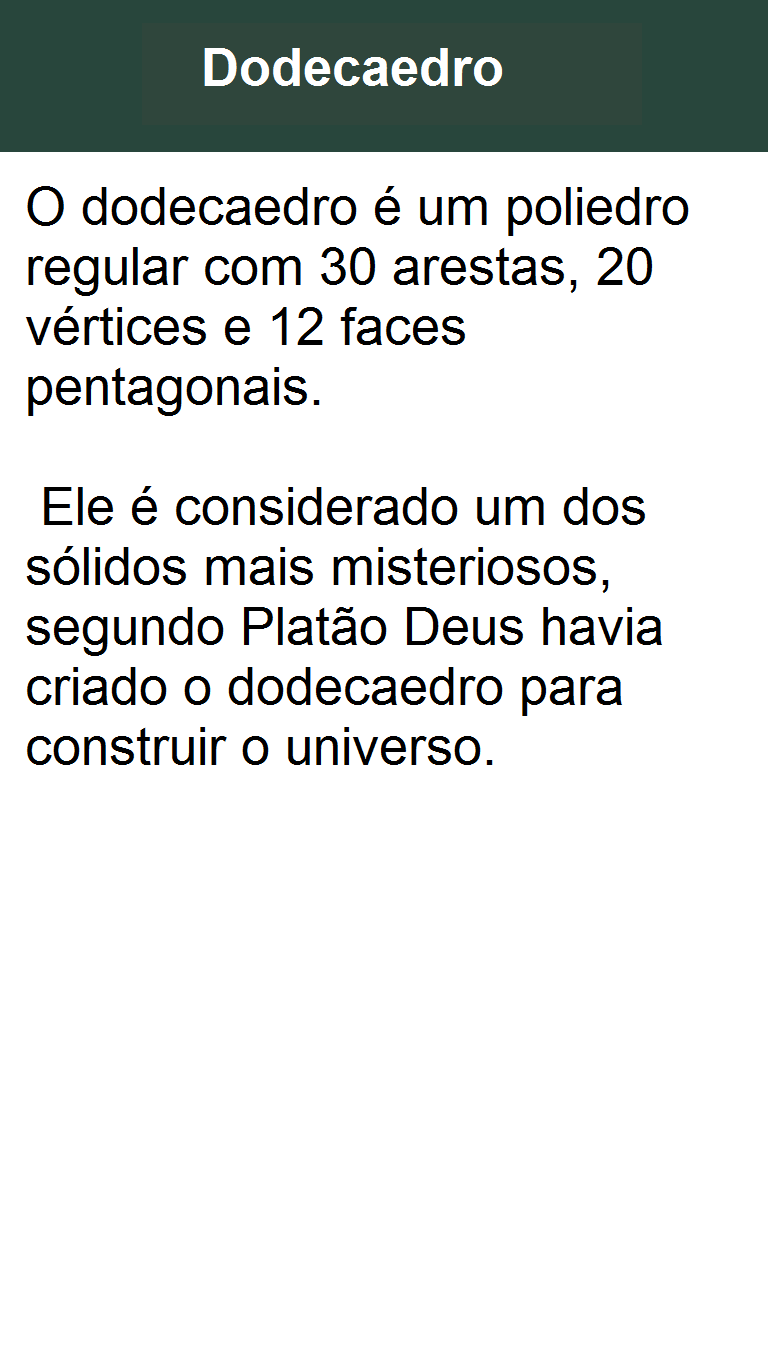 Dodecaedro
O dodecaedro é um poliedro
regular com 30 arestas, 20
vértices e 12 faces
pentagonais.
Ele é considerado um dos
sólidos mais misteriosos,
segundo Platão Deus havia
criado o dodecaedro para
construir o universo.